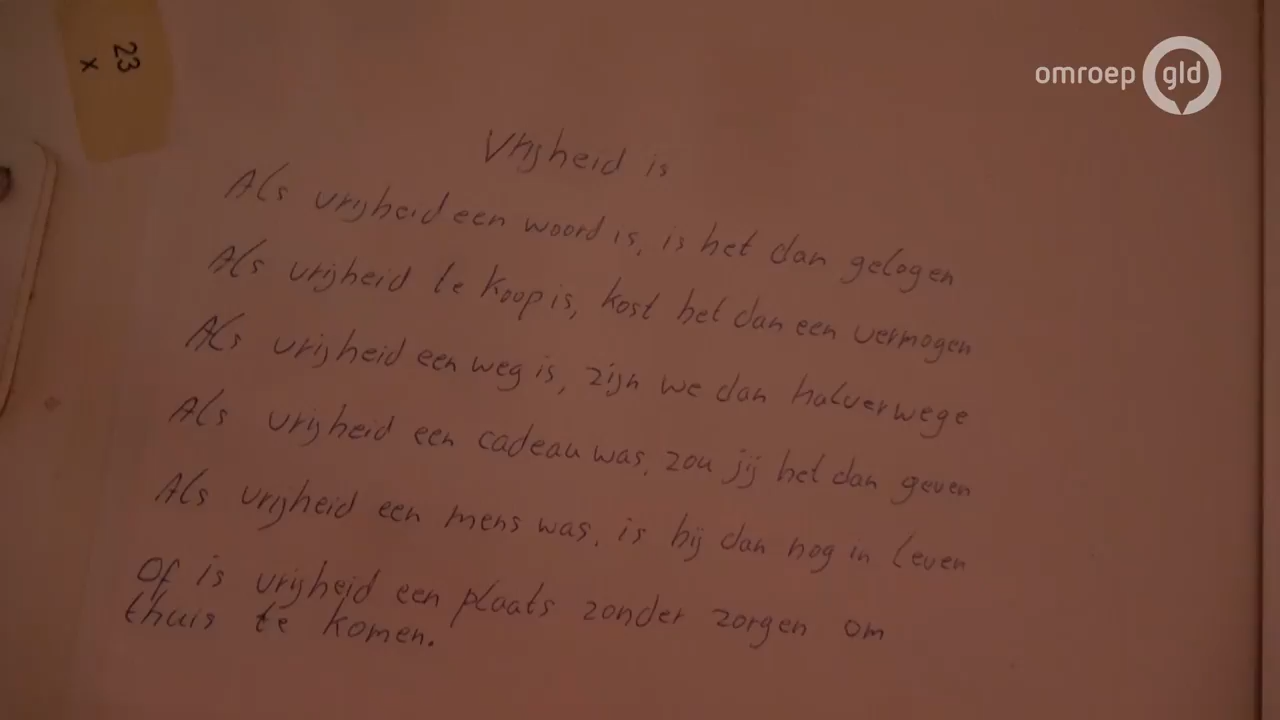 23
x
omroep gld
Vrijheid is
Als vrijheid een woord is, is het dan gelogen
Als vrijheid te koop is, kost het dan een vermogen
Als vrijheid een weg is, zijn we dan halverwege
Als vrijheid een cadeau was, zou jij het dan geven
Als vrijheid een mens was, is hij dan nog in leven
Of is vrijheid een plaats zonder zorgen om
thuis te komen.